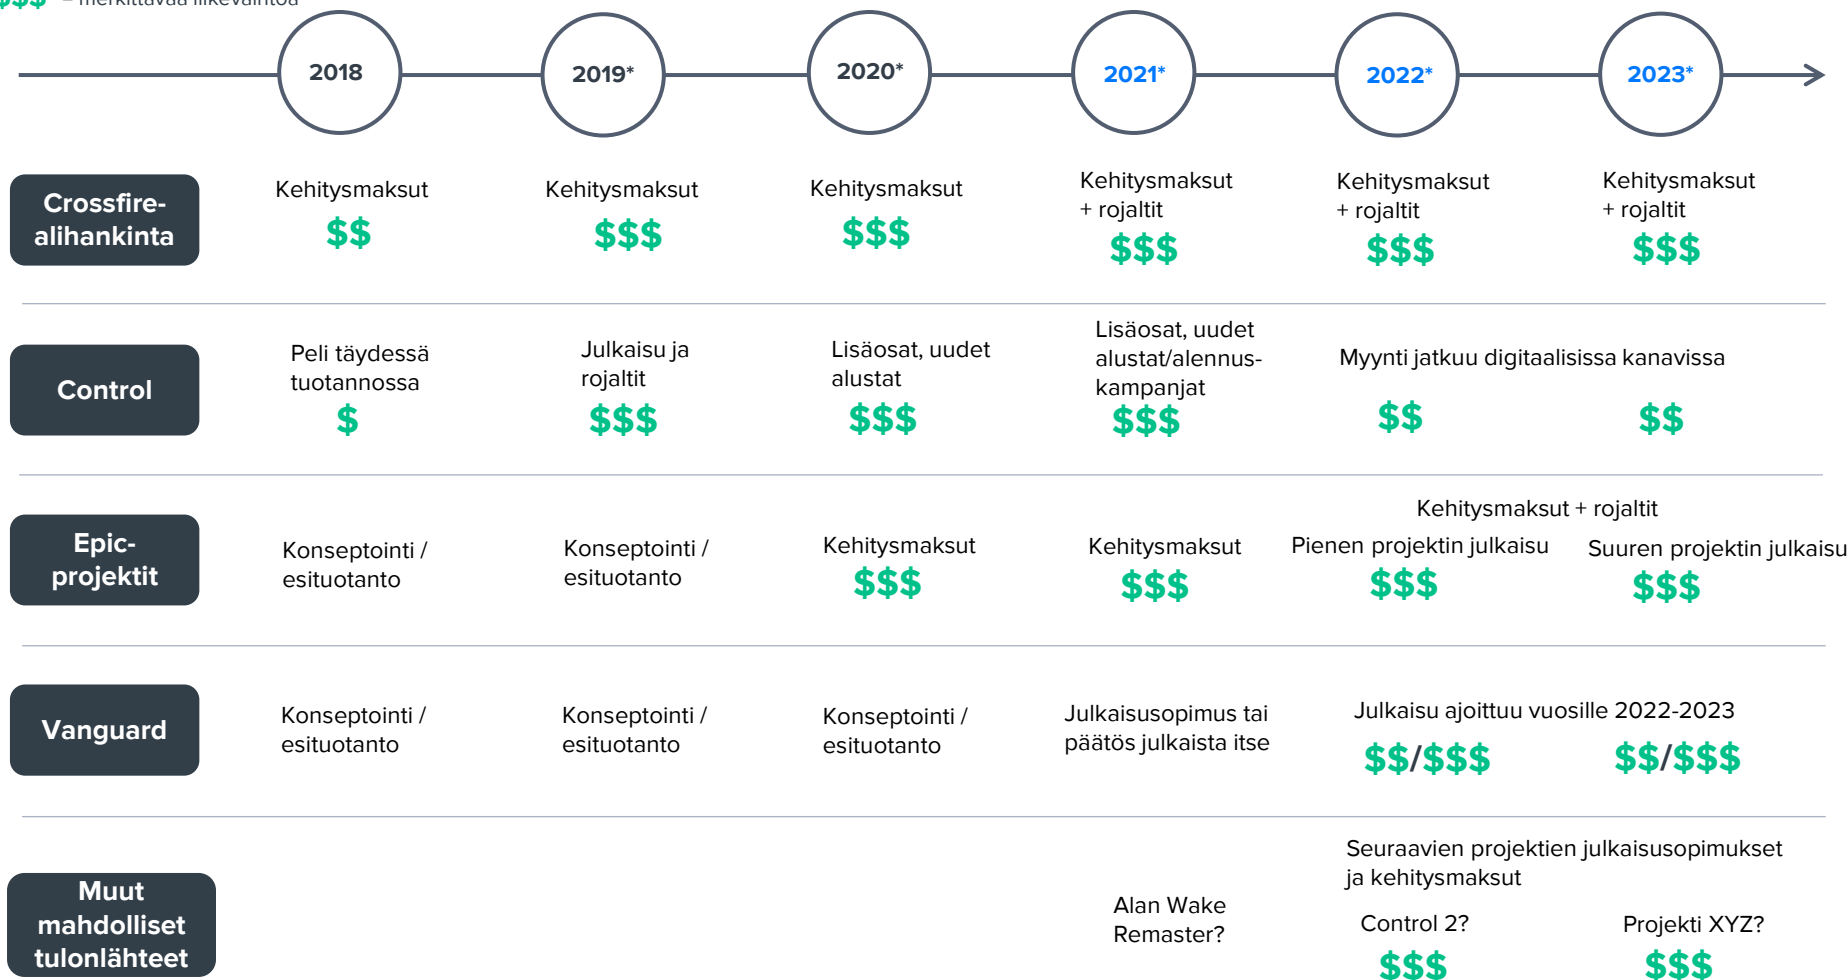 $$$ = merkittävää liikevaihtoa
2018 2019* 2020* 2021* 2022* 2023*
Crossfire-
alihankinta
Kehitysmaksut
$$
Kehitysmaksut
$$$
Kehitysmaksut
$$$
Kehitysmaksut
+ rojaltit
$$$
Kehitysmaksut
+ rojaltit
$$$
Kehitysmaksut
+ rojaltit
$$$
Control
Peli täydessä
tuotannossa
$
Julkaisu ja
rojaltit
$$$
Lisäosat, uudet
alustat
$$$
Lisäosat, uudet
alustat/alennus-
kampanjat
$$$
Myynti jatkuu digitaalisissa kanavissa
$$
$$
Epic-
projektit
Konseptointi /
esituotanto
Konseptointi /
esituotanto
Kehitysmaksut
$$$
Kehitysmaksut
$$$
Kehitysmaksut + rojaltit
Pienen projektin julkaisu
$$$
Suuren projektin julkaisu
$$$
Vanguard
Konseptointi /
esituotanto
Konseptointi /
esituotanto
Konseptointi /
esituotanto
Julkaisusopimus tai
päätös julkaista itse
Julkaisu ajoittuu vuosille 2022-2023
$$/$$$
$$/$$$
Muut
mahdolliset
tulonlähteet
Alan Wake
Remaster?
Seuraavien projektien julkaisusopimukset
ja kehitysmaksut
Control 2?
$$$
Projekti XYZ?
$$$